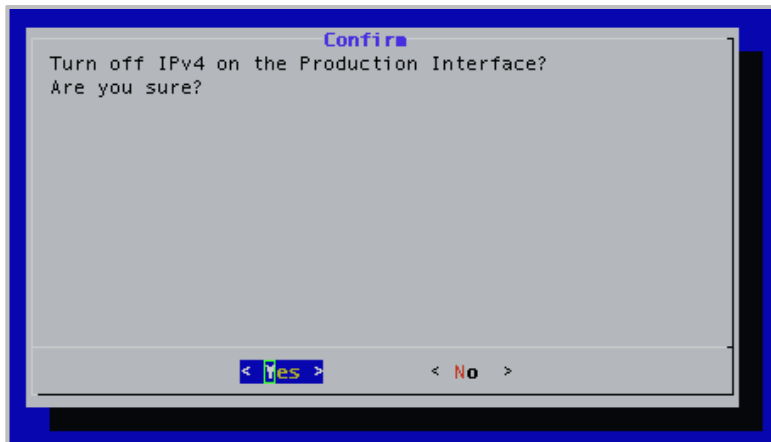 Confirm
Turn off IPv4 on the Production Interface?
Are you sure?
< Yes > < No >